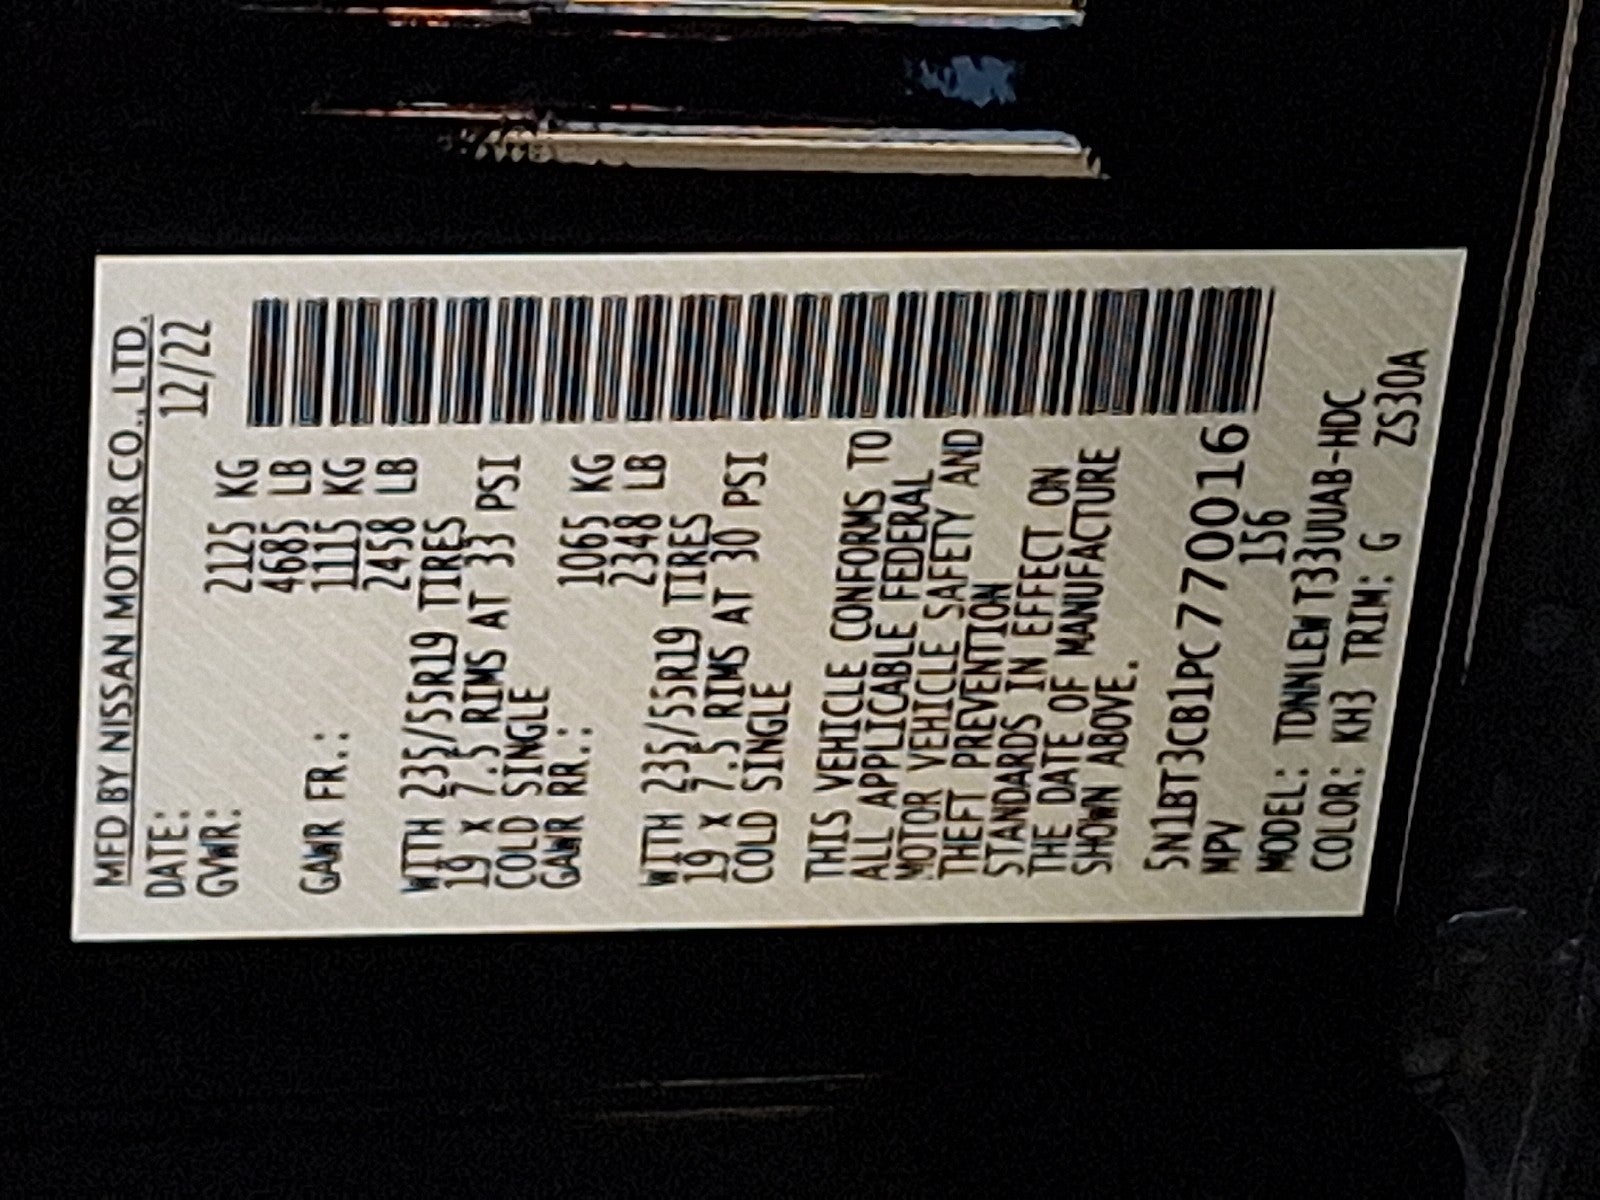 MFD BY NISSAN MOTOR CO., LTD.
DATE: 12/22
GVWR: 2125 KG
4685 LB
GAWR FR.: 1115 KG
2458 LB
WITH 235/55R19 TIRES
19 x 7.5 RIMS AT 33 PSI
COLD SINGLE
GAWR RR.: 1065 KG
2348 LB
WITH 235/55R19 TIRES
19 x 7.5 RIMS AT 30 PSI
COLD SINGLE
THIS VEHICLE CONFORMS TO
ALL APPLICABLE FEDERAL
MOTOR VEHICLE SAFETY AND
THEFT PREVENTION
STANDARDS IN EFFECT ON
THE DATE OF MANUFACTURE
SHOWN ABOVE.
5N1BT3CB1PC770016
MPV 156
MODEL: TDNNLEW T33UUAB-HDC
COLOR: KH3 TRIM: G ZS30A